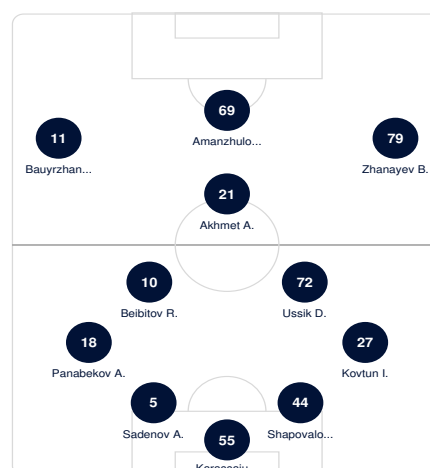 69
Amanzhulo...
11
Bauyrzhan...
79
Zhanayev B.
21
Akhmet A.
10
Beibitov R.
72
Ussik D.
18
Panabekov A.
27
Kovtun I.
5
Sadenov A.
44
Shapovalo...
55